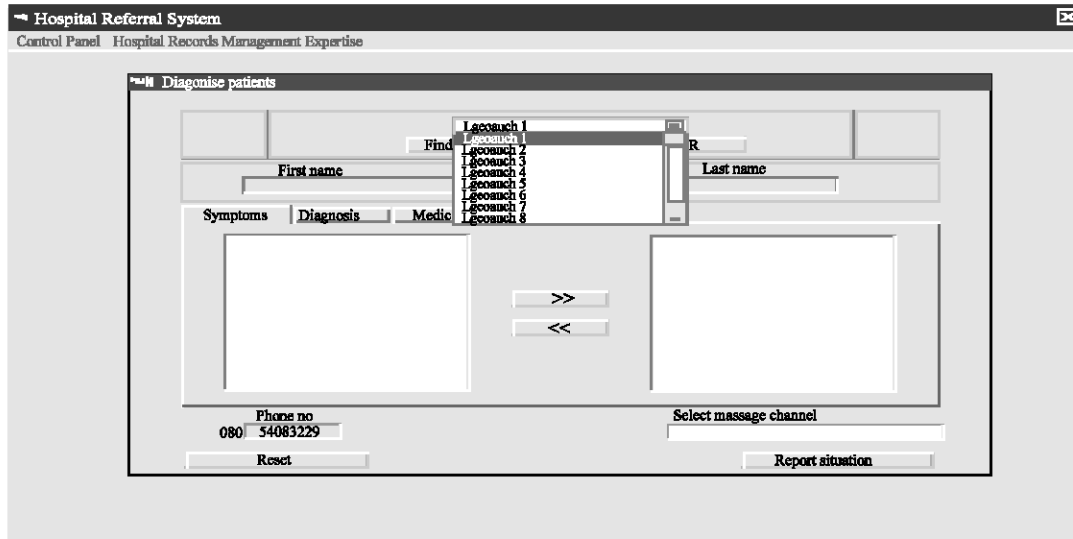 Hospital Referral System
Control Panel Hospital Records Management Expertise
Diagonise patients
Lgeoauch 1
Find
R
Lgeoauch 1
Lgeoauch 2
Lgeoauch 3
Lgeoauch 4
Lgeoauch 5
Lgeoauch 6
Lgeoauch 7
Lgeoauch 8
First name
Last name
Symptoms Diagnosis Medic
>>
<<
Phone no
080 54083229
Select massage channel
Reset
Report situation